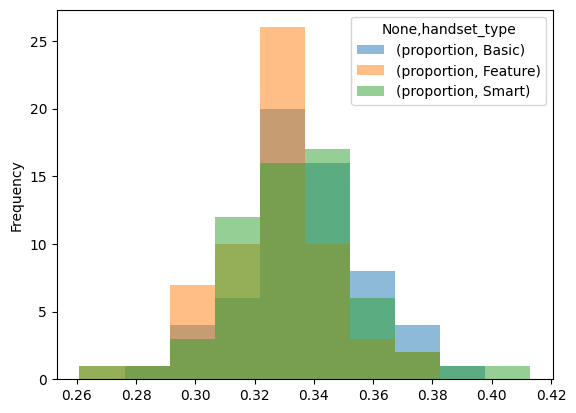 None,handset_type
(proportion, Basic)
(proportion, Feature)
(proportion, Smart)
Frequency
25
20
15
10
5
0
0.26 0.28 0.30 0.32 0.34 0.36 0.38 0.40 0.42